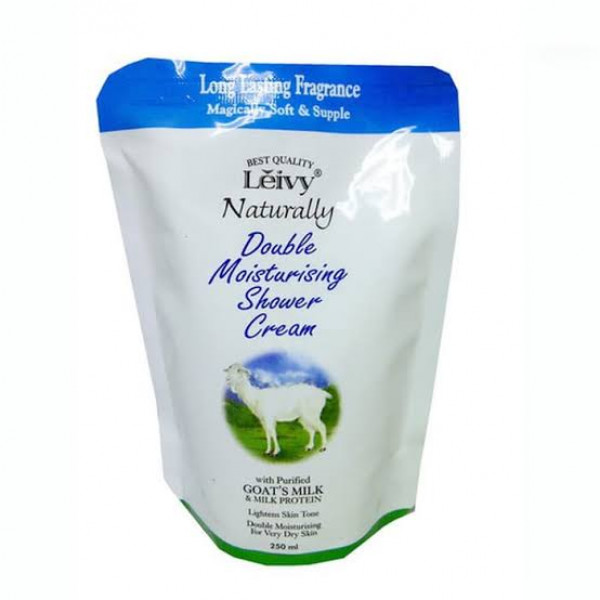 Long Lasting Fragrance
Magically Soft & Supple
BEST QUALITY
Lĕivy®
Naturally
Double
Moisturising
Shower
Cream
with Purified
GOAT'S MILK
& MILK PROTEIN
Lightens Skin Tone
Double Moisturising
For Very Dry Skin
250 ml